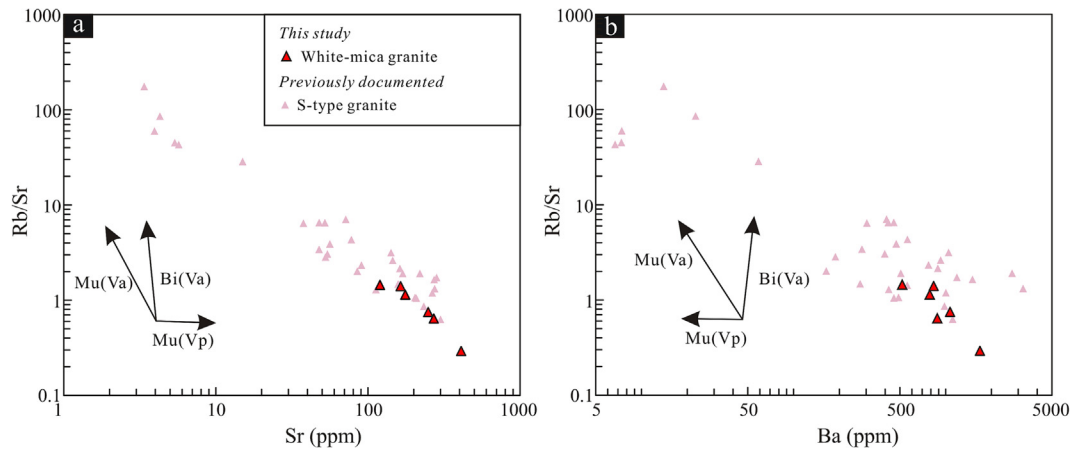 a
This study
White-mica granite
Previously documented
S-type granite
1000
100
10
1
0.1
Rb/Sr
Mu(Va)
Bi(Va)
Mu(Vp)
1
10
100
1000
Sr (ppm)
b
1000
100
10
1
0.1
Rb/Sr
Mu(Va)
Bi(Va)
Mu(Vp)
5
50
500
5000
Ba (ppm)